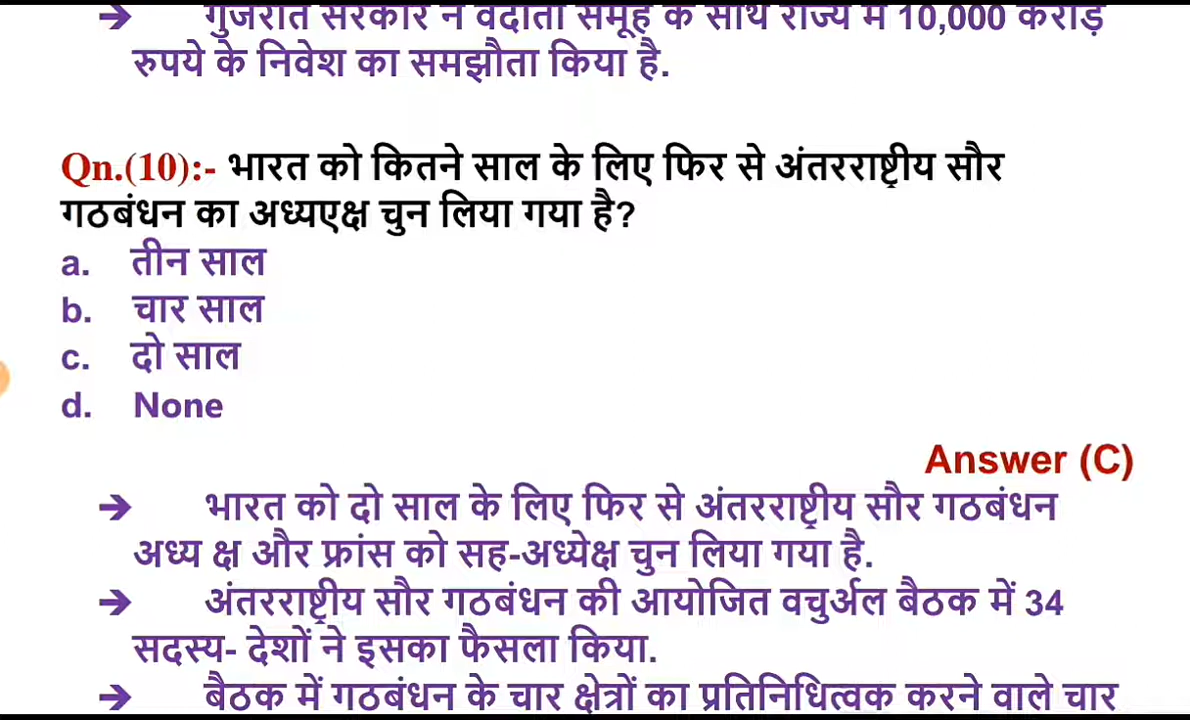 → गुजरात सरकार ने वेदांता समूह के साथ राज्य में 10,000 करोड़
रुपये के निवेश का समझौता किया है.
Qn.(10):- भारत को कितने साल के लिए फिर से अंतरराष्ट्रीय सौर
गठबंधन का अध्यएक्ष चुन लिया गया है?
a. तीन साल
b. चार साल
c. दो साल
d. None
Answer (C)
→ भारत को दो साल के लिए फिर से अंतरराष्ट्रीय सौर गठबंधन
अध्य क्ष और फ्रांस को सह-अध्येक्ष चुन लिया गया है.
→ अंतरराष्ट्रीय सौर गठबंधन की आयोजित वचुर्अल बैठक में 34
सदस्य- देशों ने इसका फैसला किया.
→ बैठक में गठबंधन के चार क्षेत्रों का प्रतिनिधित्वक करने वाले चार